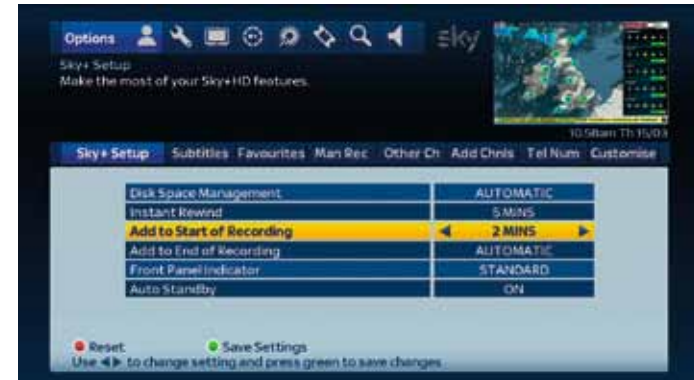 Options
sky
Sky+ Setup
Make the most of your Sky+HD features.
10.58am Th 15/03
Sky+ Setup Subtitles Favourites Man Rec Other Ch Add Chnls Tel Num Customise
Disk Space Management AUTOMATIC
Instant Rewind 5 MINS
Add to Start of Recording 2 MINS
Add to End of Recording AUTOMATIC
Front Panel Indicator STANDARD
Auto Standby ON
Reset Save Settings
Use ◀▶ to change setting and press green to save changes